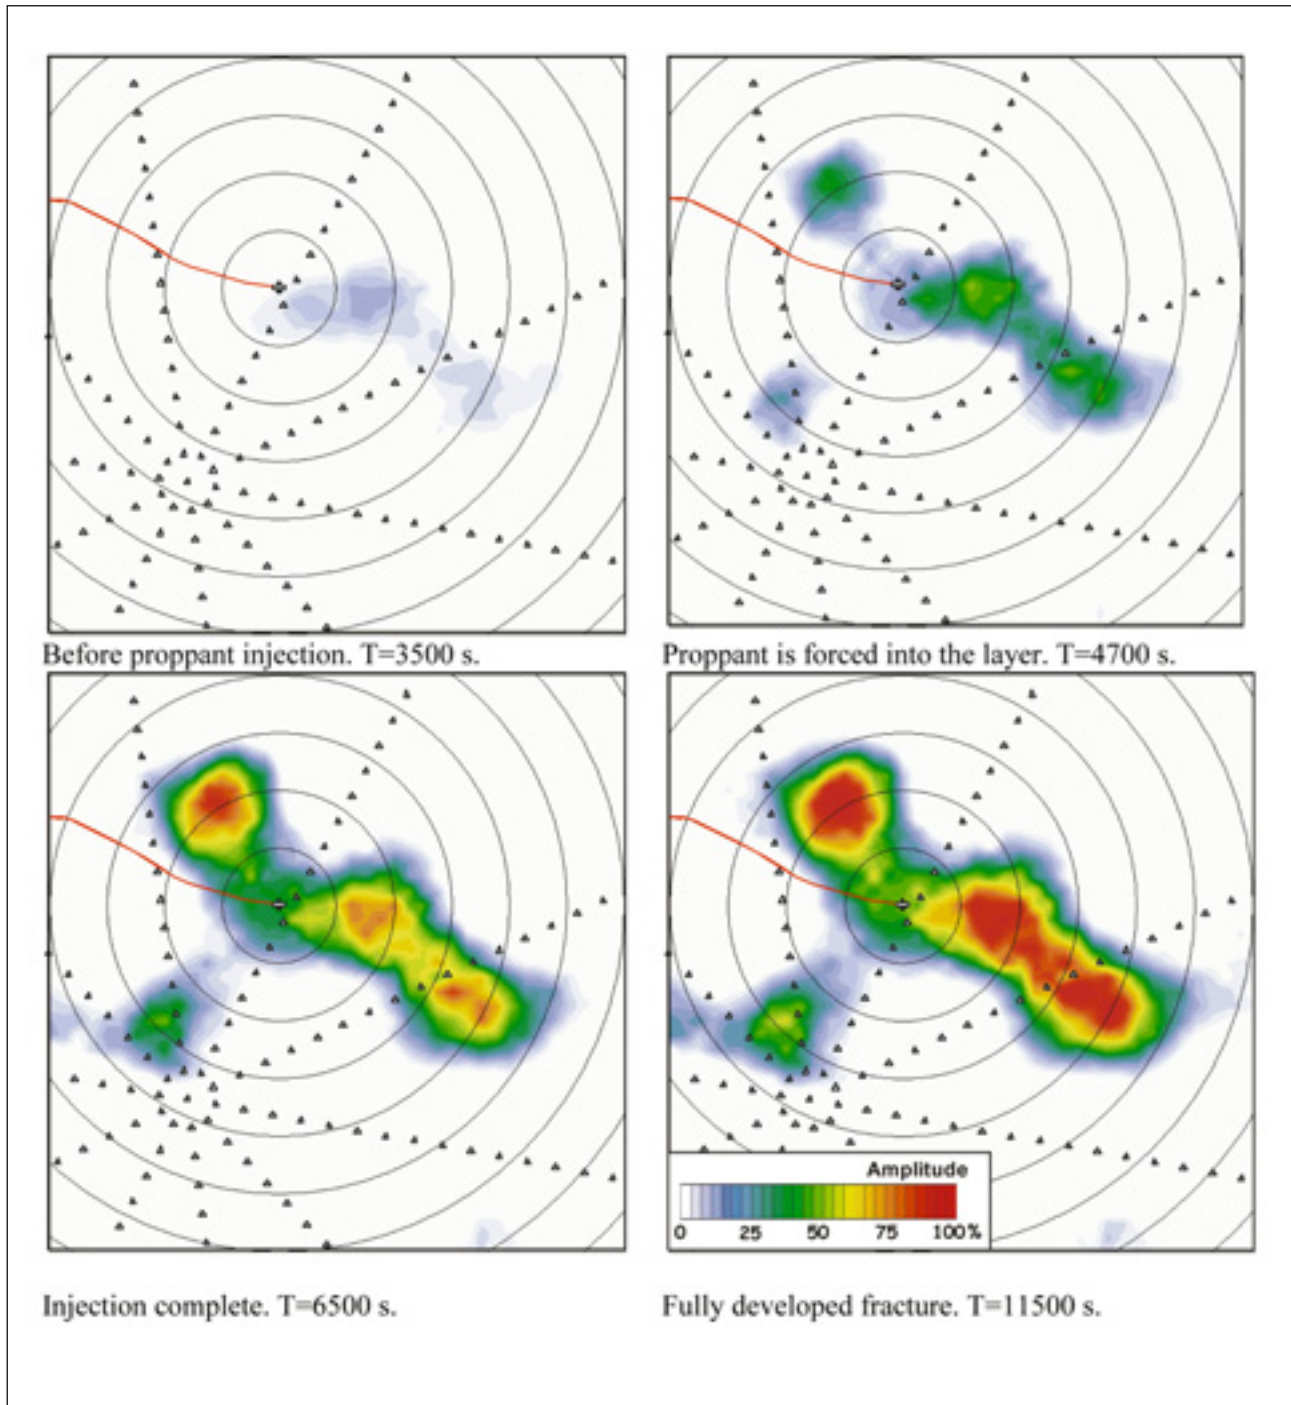 Before proppant injection. T=3500 s.
Proppant is forced into the layer. T=4700 s.
Amplitude
0 25 50 75 100%
Injection complete. T=6500 s.
Fully developed fracture. T=11500 s.